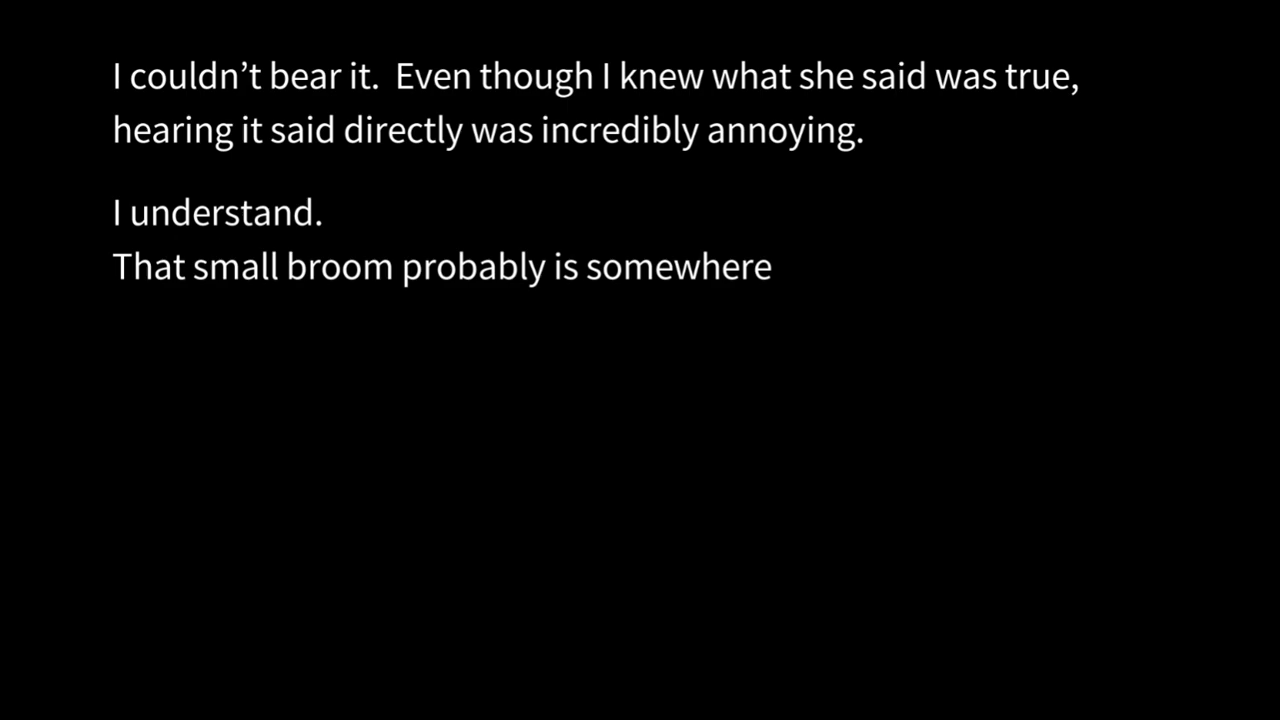 I couldn’t bear it.  Even though I knew what she said was true,
hearing it said directly was incredibly annoying.
I understand.
That small broom probably is somewhere